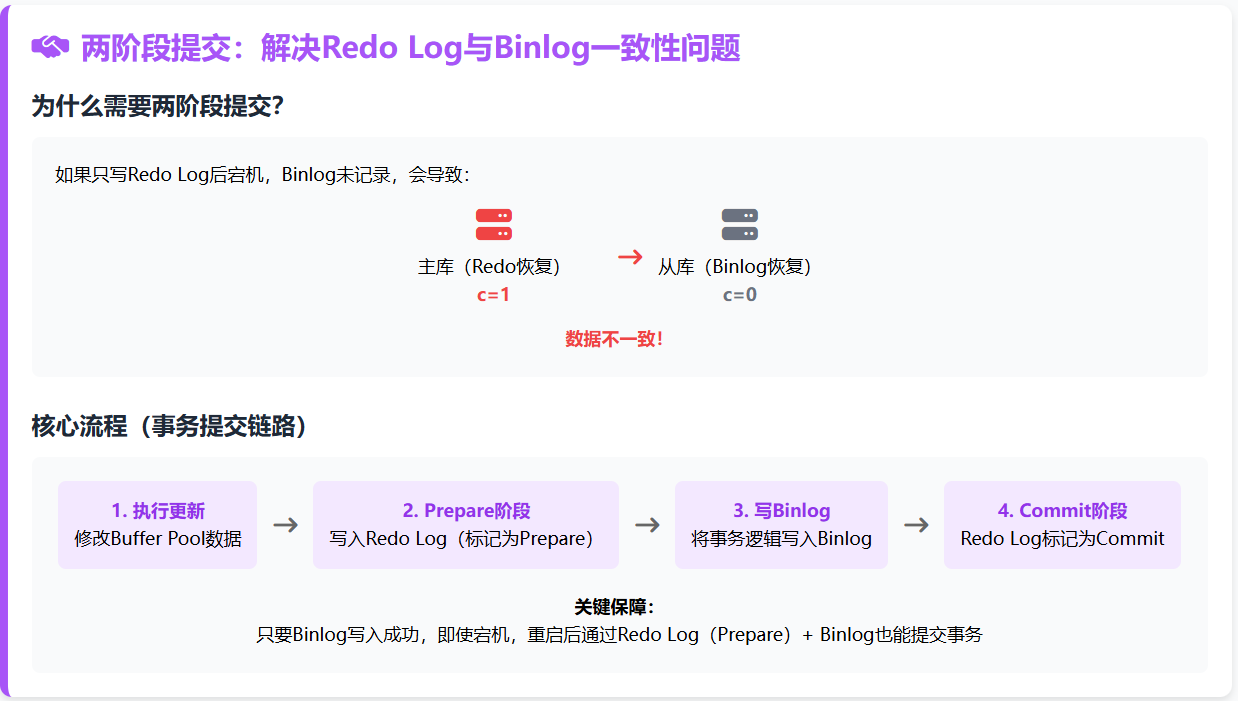 两阶段提交：解决Redo Log与Binlog一致性问题
为什么需要两阶段提交？
如果只写Redo Log后宕机，Binlog未记录，会导致：
主库（Redo恢复）
c=1
从库（Binlog恢复）
c=0
数据不一致！
核心流程（事务提交链路）
1. 执行更新
修改Buffer Pool数据
2. Prepare阶段
写入Redo Log（标记为Prepare）
3. 写Binlog
将事务逻辑写入Binlog
4. Commit阶段
Redo Log标记为Commit
关键保障：
只要Binlog写入成功，即使宕机，重启后通过Redo Log（Prepare）+ Binlog也能提交事务